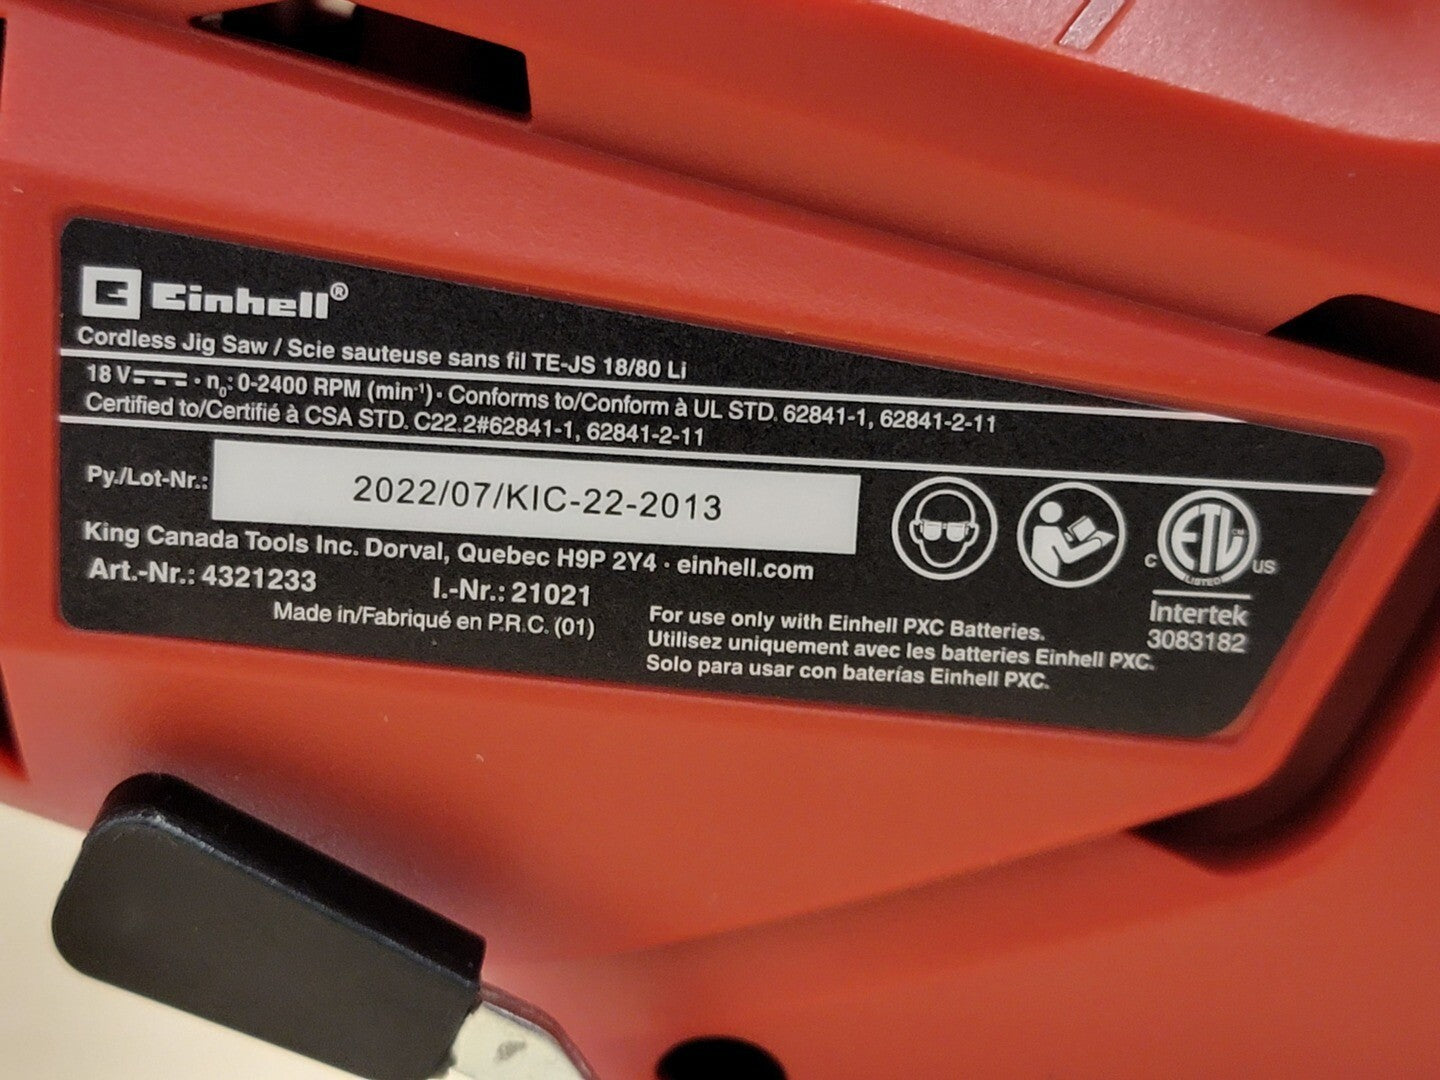 Einhell®
Cordless Jig Saw / Scie sauteuse sans fil TE-JS 18/80 Li
18 V⎓ • n₀: 0-2400 RPM (min⁻¹) • Conforms to/Conform à UL STD. 62841-1, 62841-2-11
Certified to/Certifié à CSA STD. C22.2#62841-1, 62841-2-11
Py./Lot-Nr.: 2022/07/KIC-22-2013
King Canada Tools Inc. Dorval, Quebec H9P 2Y4 · einhell.com
Art.-Nr.: 4321233 I.-Nr.: 21021
Made in/Fabriqué en P.R.C. (01)
For use only with Einhell PXC Batteries.
Utilisez uniquement avec les batteries Einhell PXC.
Solo para usar con baterías Einhell PXC.
C ETL US
LISTED
Intertek
3083182